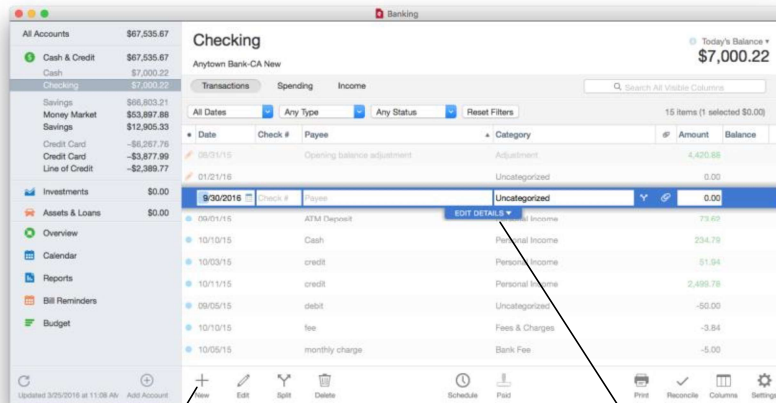 Banking
All Accounts $67,535.67
Cash & Credit $67,535.67
Cash $7,000.22
Checking $7,000.22
Savings $66,803.21
Money Market $53,897.88
Savings $12,905.33
Credit Card -$6,267.76
Credit Card -$3,877.99
Line of Credit -$2,389.77
Investments $0.00
Assets & Loans $0.00
Overview
Calendar
Reports
Bill Reminders
Budget
Updated 3/25/2016 at 11:08 AM Add Account
Checking
Anytown Bank-CA New
Today's Balance
$7,000.22
Transactions Spending Income
Search All Visible Columns
All Dates Any Type Any Status Reset Filters 15 items (1 selected $0.00)
Date Check # Payee Category Amount Balance
08/31/15 Opening balance adjustment Adjustment 4,420.88
01/21/16 Uncategorized 0.00
9/30/2016 Check # Payee Uncategorized 0.00
EDIT DETAILS
09/01/15 ATM Deposit Personal Income 73.62
10/10/15 Cash Personal Income 234.79
10/03/15 credit Personal Income 51.94
10/11/15 credit Personal Income 2,499.78
09/05/15 debit Uncategorized -50.00
10/10/15 fee Fees & Charges -3.84
10/05/15 monthly charge Bank Fee -5.00
New Edit Split Delete Schedule Paid Print Reconcile Columns Settings